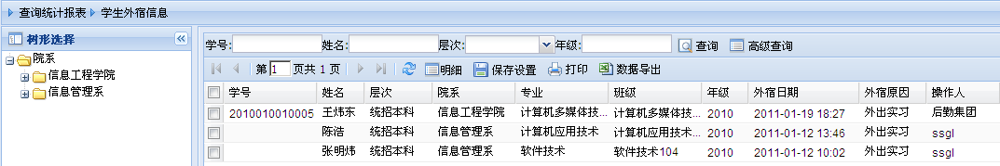 查询统计报表 学生外宿信息
树形选择
院系
信息工程学院
信息管理系
学号: 姓名: 层次: 年级: 查询 高级查询
第 1 页共 1 页 明细 保存设置 打印 数据导出
学号 姓名 层次 院系 专业 班级 年级 外宿日期 外宿原因 操作人
2010010010005 王炜东 统招本科 信息工程学院 计算机多媒体技... 计算机多媒体技... 2010 2011-01-19 18:27 外出实习 后勤集团
陈浩 统招本科 信息管理系 计算机应用技术 计算机应用技术... 2010 2011-01-12 13:46 外出实习 ssgl
张明炜 统招本科 信息管理系 软件技术 软件技术104 2010 2011-01-12 10:02 外出实习 ssgl